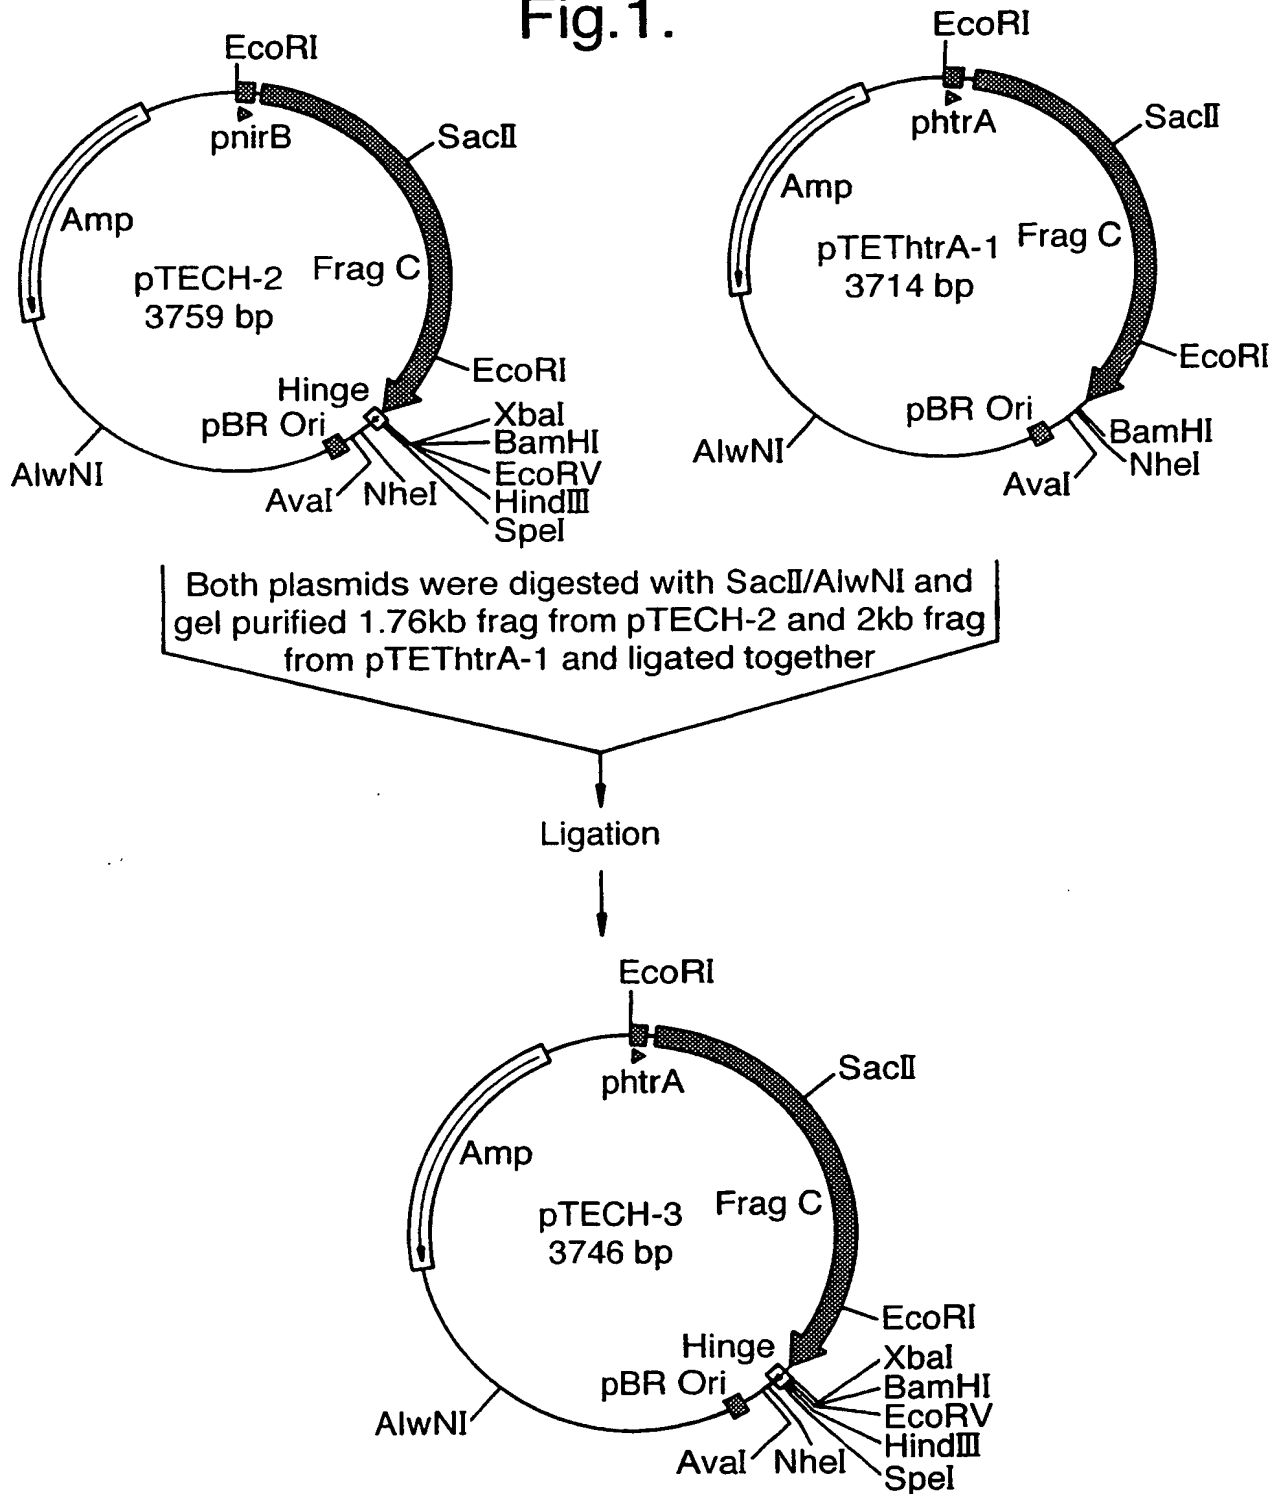 Fig.1.
EcoRI
pnirB
SacII
Amp
pTECH-2
3759 bp
Frag C
EcoRI
Hinge
pBR Ori
XbaI
BamHI
EcoRV
HindIII
SpeI
NheI
AvaI
AlwNI
EcoRI
phtrA
SacII
Amp
pTEThtrA-1
3714 bp
Frag C
EcoRI
pBR Ori
BamHI
NheI
AvaI
AlwNI
Both plasmids were digested with SacII/AlwNI and
gel purified 1.76kb frag from pTECH-2 and 2kb frag
from pTEThtrA-1 and ligated together
Ligation
EcoRI
phtrA
SacII
Amp
pTECH-3
3746 bp
Frag C
EcoRI
Hinge
pBR Ori
XbaI
BamHI
EcoRV
HindIII
SpeI
NheI
AvaI
AlwNI